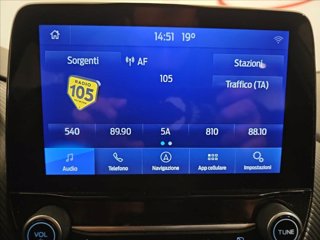 14:51 19°
Sorgenti
AF
Stazioni
RADIO
105
105
Traffico (TA)
540 89.90 5A 810 88.10
Audio Telefono Navigazione App cellulare Impostazioni
VOL
TUNE